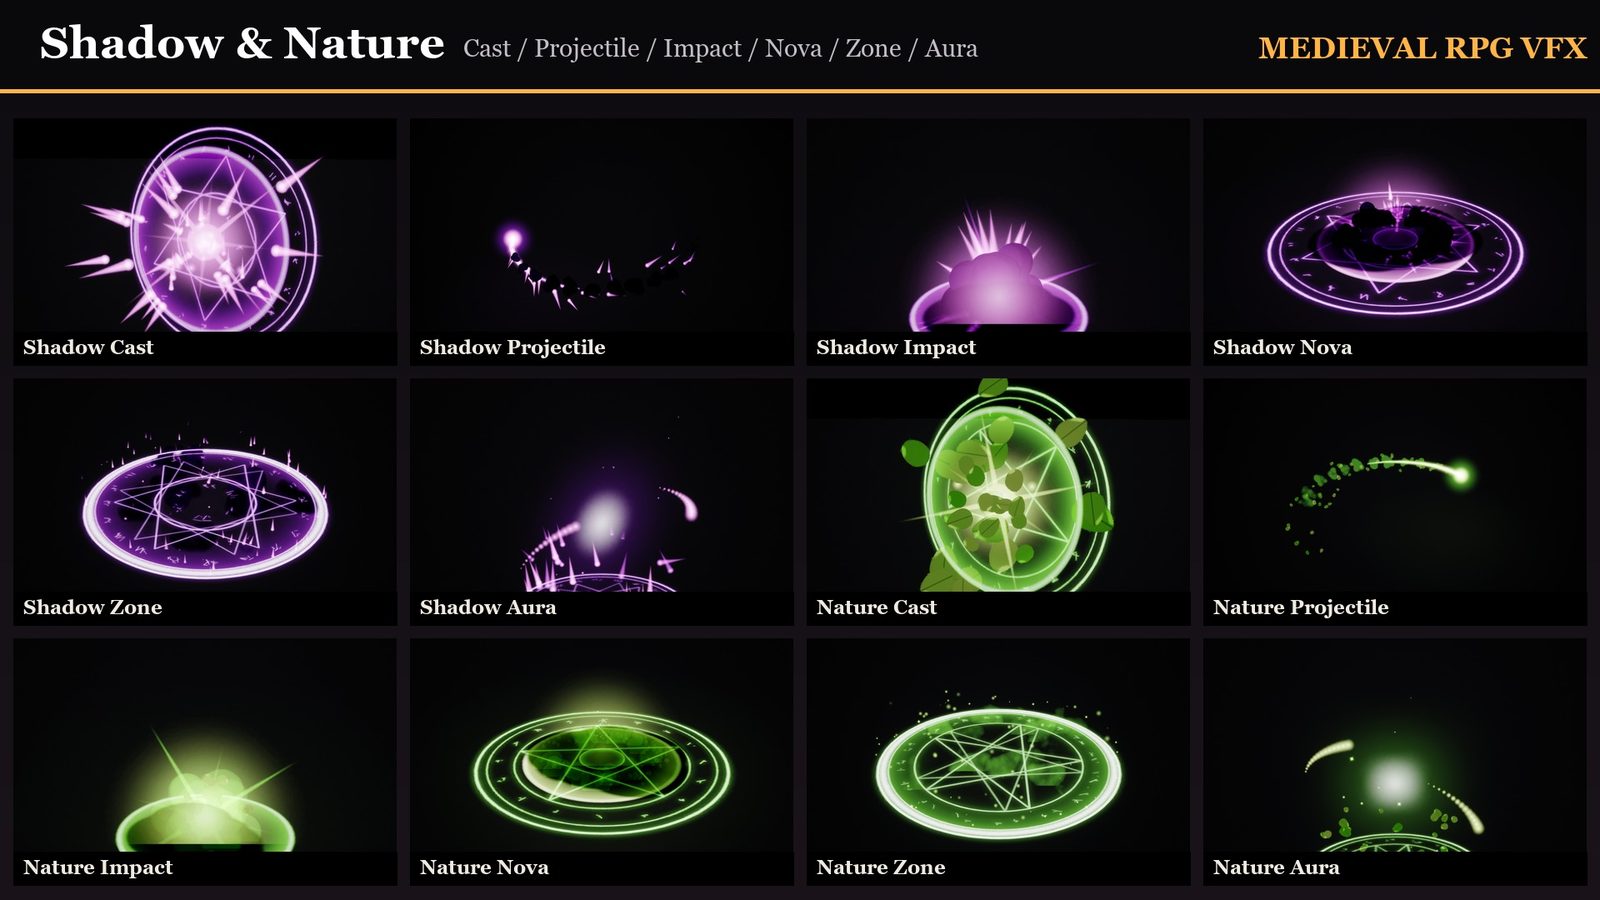 Shadow & Nature Cast / Projectile / Impact / Nova / Zone / Aura MEDIEVAL RPG VFX
Shadow Cast
Shadow Projectile
Shadow Impact
Shadow Nova
Shadow Zone
Shadow Aura
Nature Cast
Nature Projectile
Nature Impact
Nature Nova
Nature Zone
Nature Aura